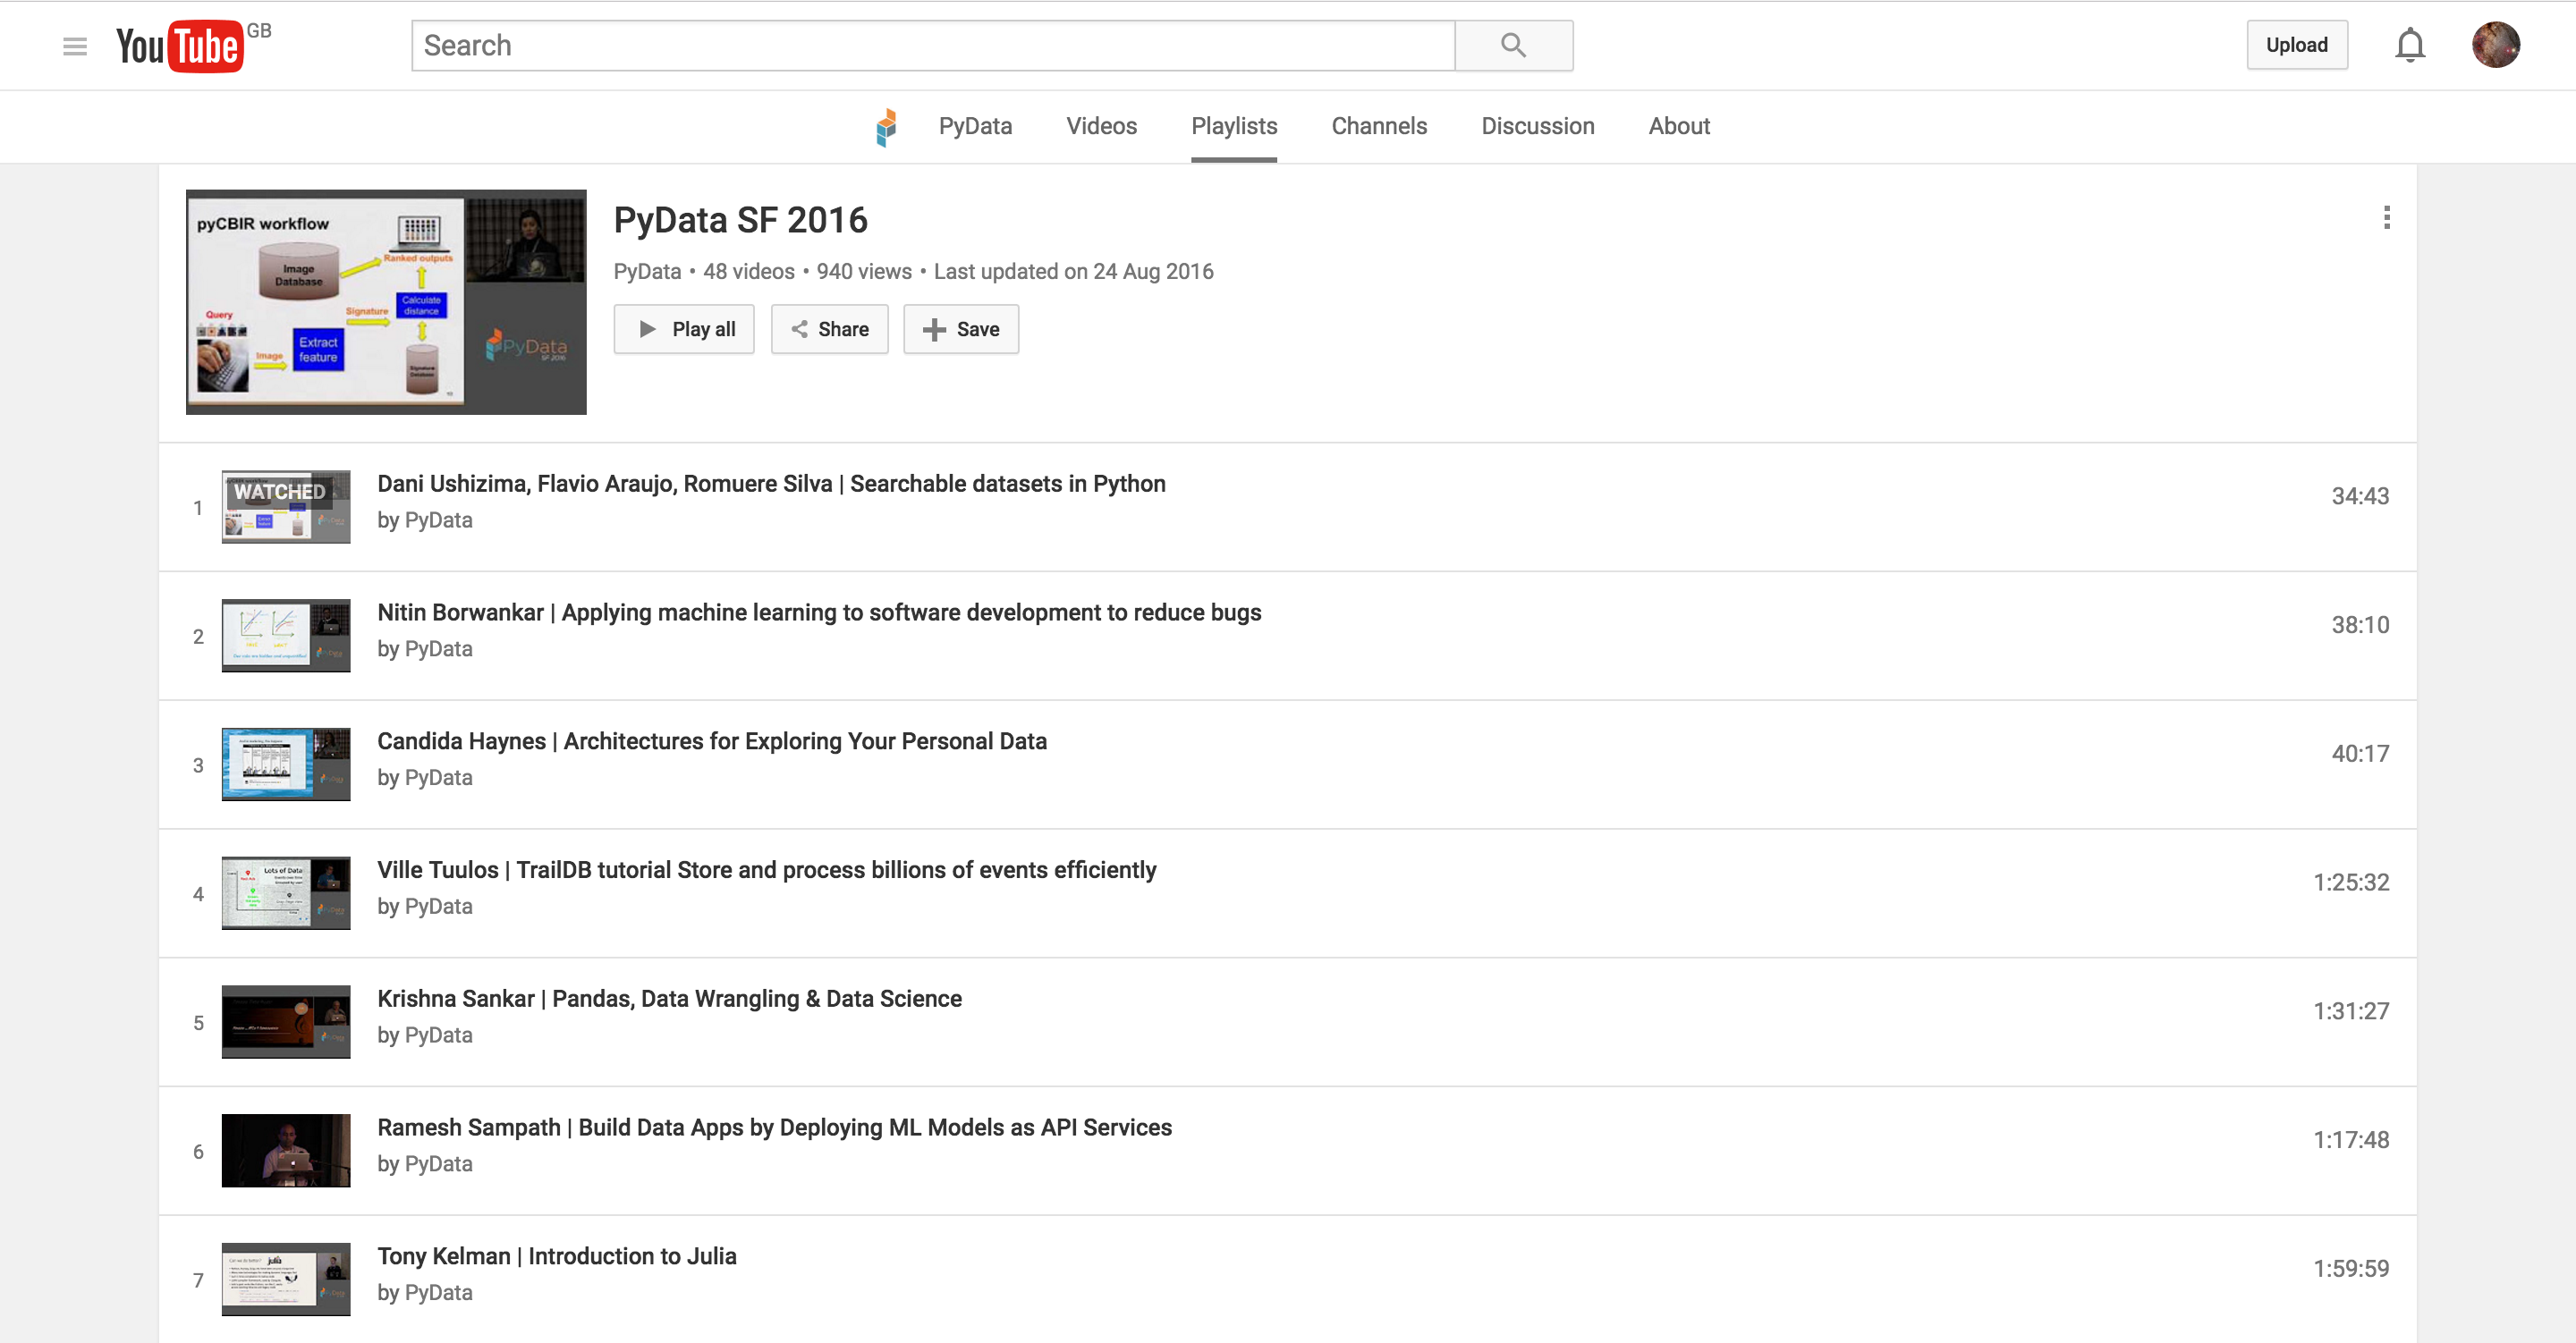 YouTube GB
Search
Upload
PyData Videos Playlists Channels Discussion About
pyCBIR workflow
Image
Database
Ranked outputs
Calculate
distance
Signature
Query
Extract
feature
Image
Signature
Database
PyData
SF 2016
PyData SF 2016
PyData • 48 videos • 940 views • Last updated on 24 Aug 2016
Play all Share Save
1
WATCHED
Dani Ushizima, Flavio Araujo, Romuere Silva | Searchable datasets in Python
by PyData
34:43
2
Nitin Borwankar | Applying machine learning to software development to reduce bugs
by PyData
38:10
3
Candida Haynes | Architectures for Exploring Your Personal Data
by PyData
40:17
4
Lots of Data
Ville Tuulos | TrailDB tutorial Store and process billions of events efficiently
by PyData
1:25:32
5
Krishna Sankar | Pandas, Data Wrangling & Data Science
by PyData
1:31:27
6
Ramesh Sampath | Build Data Apps by Deploying ML Models as API Services
by PyData
1:17:48
7
julia
Tony Kelman | Introduction to Julia
by PyData
1:59:59